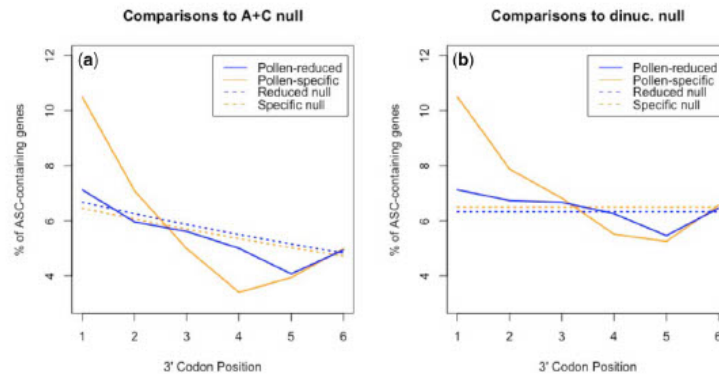 Comparisons to A+C null
(a)
Pollen-reduced
Pollen-specific
Reduced null
Specific null
% of ASC-containing genes
12
10
8
6
4
1 2 3 4 5 6
3' Codon Position
Comparisons to dinuc. null
(b)
Pollen-reduced
Pollen-specific
Reduced null
Specific null
% of ASC-containing genes
12
10
8
6
4
1 2 3 4 5 6
3' Codon Position